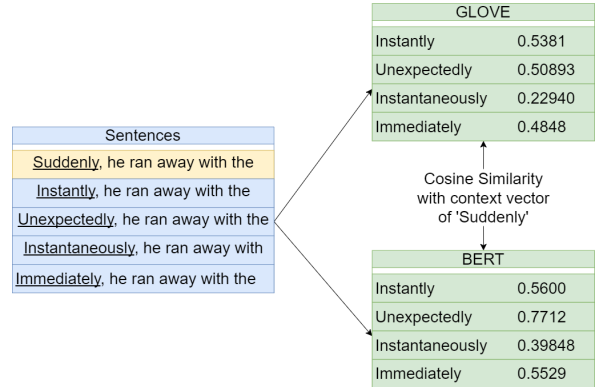 GLOVE
Instantly 0.5381
Unexpectedly 0.50893
Instantaneously 0.22940
Immediately 0.4848
Sentences
Suddenly, he ran away with the
Instantly, he ran away with the
Unexpectedly, he ran away with the
Instantaneously, he ran away with
Immediately, he ran away with the
Cosine Similarity
with context vector
of 'Suddenly'
BERT
Instantly 0.5600
Unexpectedly 0.7712
Instantaneously 0.39848
Immediately 0.5529